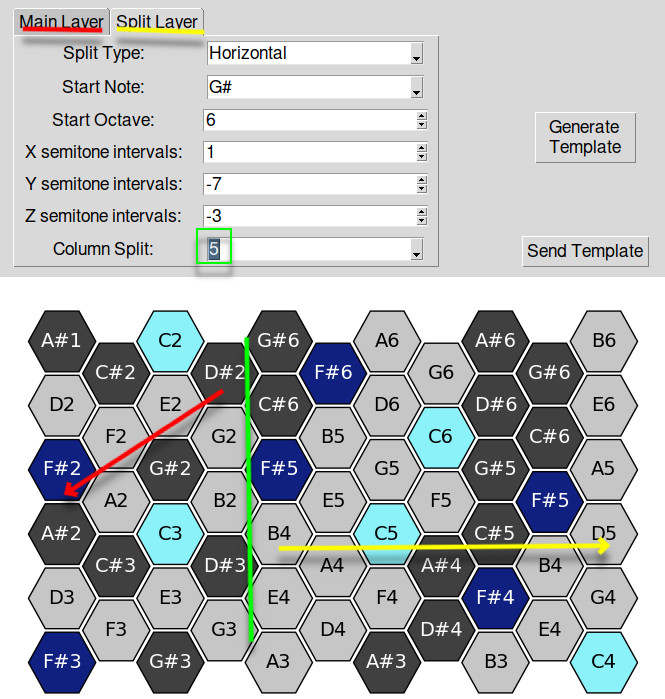 Main Layer Split Layer
Split Type: Horizontal
Start Note: G#
Start Octave: 6
X semitone intervals: 1
Y semitone intervals: -7
Z semitone intervals: -3
Column Split: 5
Generate
Template
Send Template
A#1 C2 G#6 A6 A#6 B6
C#2 D#2 F#6 G6 G#6
D2 E2 C#6 D6 D#6 E6
F2 G2 B5 C6 C#6
F#2 G#2 F#5 G5 G#5 A5
A2 B2 E5 F5 F#5
A#2 C3 B4 C5 C#5 D5
C#3 D#3 A4 A#4 B4
D3 E3 E4 F4 F#4 G4
F3 G3 D4 D#4 E4
F#3 G#3 A3 A#3 B3 C4